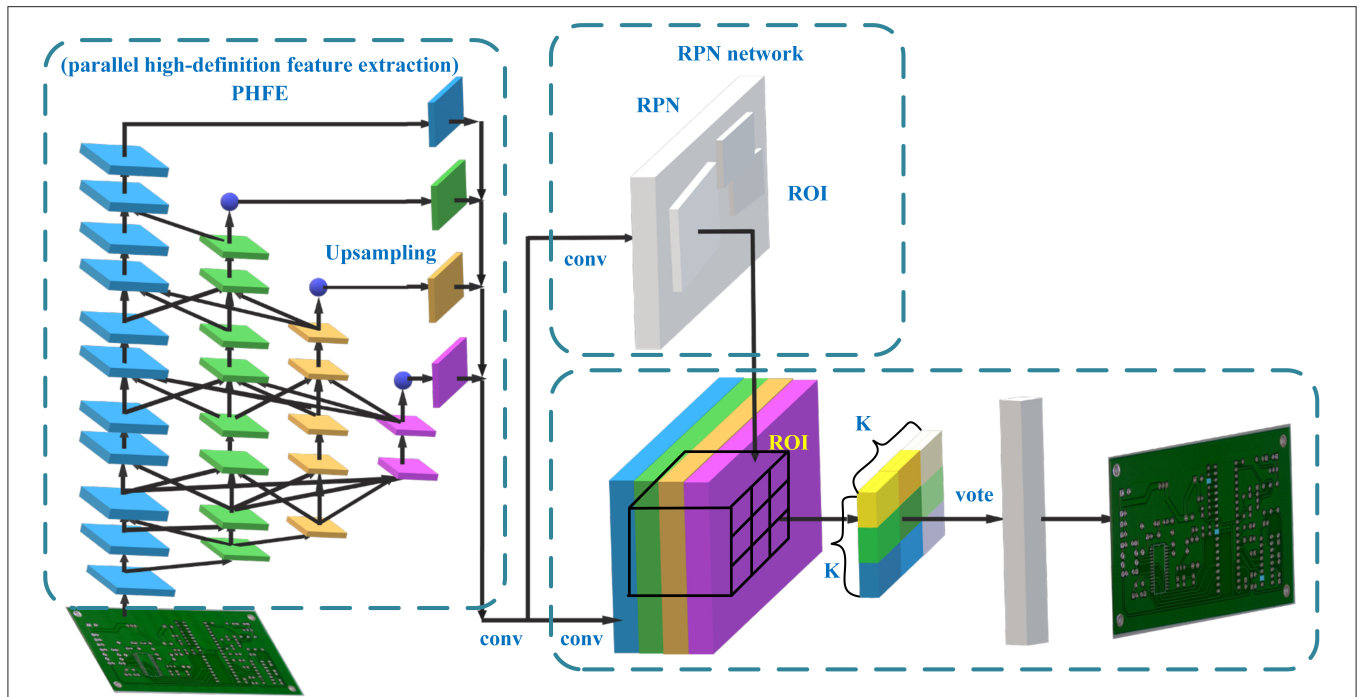 (parallel high-definition feature extraction)
PHFE
Upsampling
RPN network
RPN
ROI
conv
ROI
K
K
vote
conv
conv